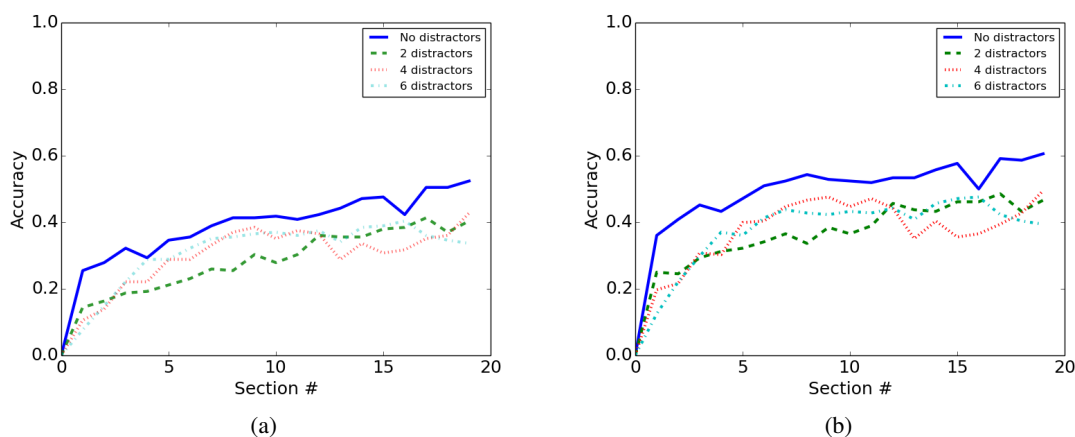 1.0
0.8
0.6
0.4
0.2
0.0
Accuracy
0
5
10
15
20
Section #
No distractors
2 distractors
4 distractors
6 distractors
(a)
1.0
0.8
0.6
0.4
0.2
0.0
Accuracy
0
5
10
15
20
Section #
No distractors
2 distractors
4 distractors
6 distractors
(b)